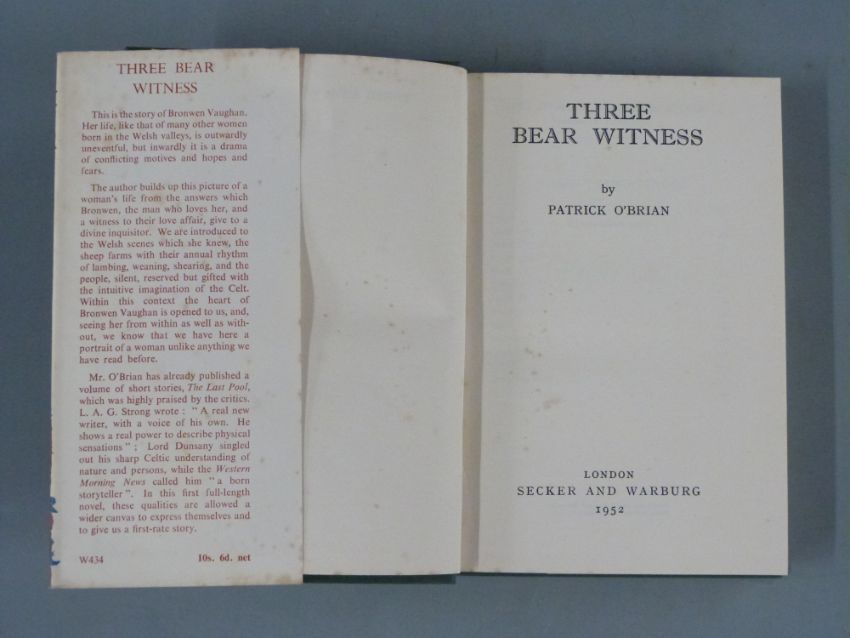 THREE BEAR
WITNESS
This is the story of Bronwen Vaughan.
Her life, like that of many other women
born in the Welsh valleys, is outwardly
uneventful, but inwardly it is a drama
of conflicting motives and hopes and
fears.
The author builds up this picture of a
woman's life from the answers which
Bronwen, the man who loves her, and
a witness to their love affair, give to a
divine inquisitor. We are introduced to
the Welsh scenes which she knew, the
sheep farms with their annual rhythm
of lambing, weaning, shearing, and the
people, silent, reserved but gifted with
the intuitive imagination of the Celt.
Within this context the heart of
Bronwen Vaughan is opened to us, and,
seeing her from within as well as with-
out, we know that we have here a
portrait of a woman unlike anything we
have read before.
Mr. O'Brian has already published a
volume of short stories, The Last Pool,
which was highly praised by the critics.
L. A. G. Strong wrote : " A real new
writer, with a voice of his own. He
shows a real power to describe physical
sensations " ; Lord Dunsany singled
out his sharp Celtic understanding of
nature and persons, while the Western
Morning News called him " a born
storyteller ". In this first full-length
novel, these qualities are allowed a
wider canvas to express themselves and
to give us a first-rate story.
W434 10s. 6d. net
THREE
BEAR WITNESS
by
PATRICK O'BRIAN
LONDON
SECKER AND WARBURG
1952